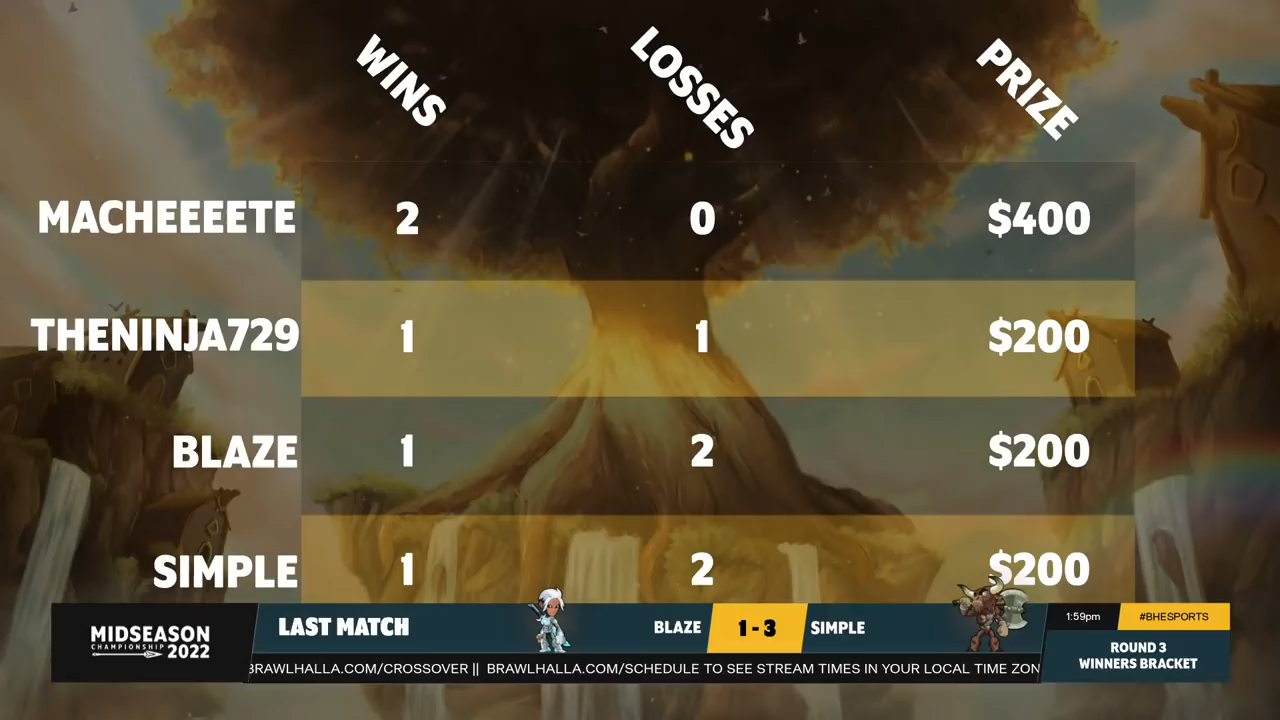 WINS LOSSES PRIZE
MACHEEEETE 2 0 $400
THENINJA729 1 1 $200
BLAZE 1 2 $200
SIMPLE 1 2 $200
MIDSEASON
CHAMPIONSHIP 2022
LAST MATCH BLAZE 1 - 3 SIMPLE
1:59pm #BHESPORTS
ROUND 3
WINNERS BRACKET
BRAWLHALLA.COM/CROSSOVER || BRAWLHALLA.COM/SCHEDULE TO SEE STREAM TIMES IN YOUR LOCAL TIME ZON